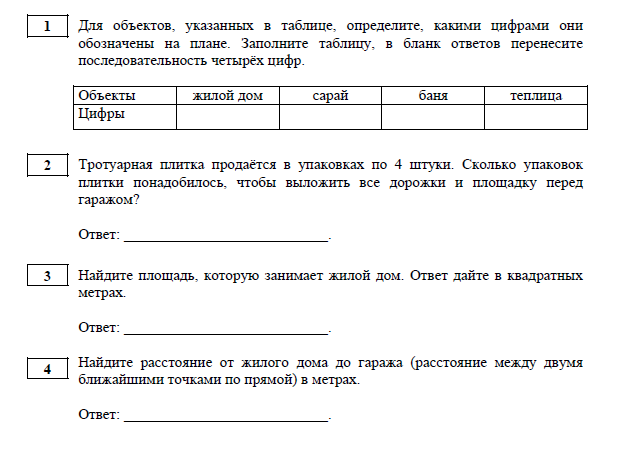 1
Для объектов, указанных в таблице, определите, какими цифрами они
обозначены на плане. Заполните таблицу, в бланк ответов перенесите
последовательность четырёх цифр.
Объекты жилой дом сарай баня теплица
Цифры
2
Тротуарная плитка продаётся в упаковках по 4 штуки. Сколько упаковок
плитки понадобилось, чтобы выложить все дорожки и площадку перед
гаражом?
Ответ: ____________________________.
3
Найдите площадь, которую занимает жилой дом. Ответ дайте в квадратных
метрах.
Ответ: ____________________________.
4
Найдите расстояние от жилого дома до гаража (расстояние между двумя
ближайшими точками по прямой) в метрах.
Ответ: ____________________________.